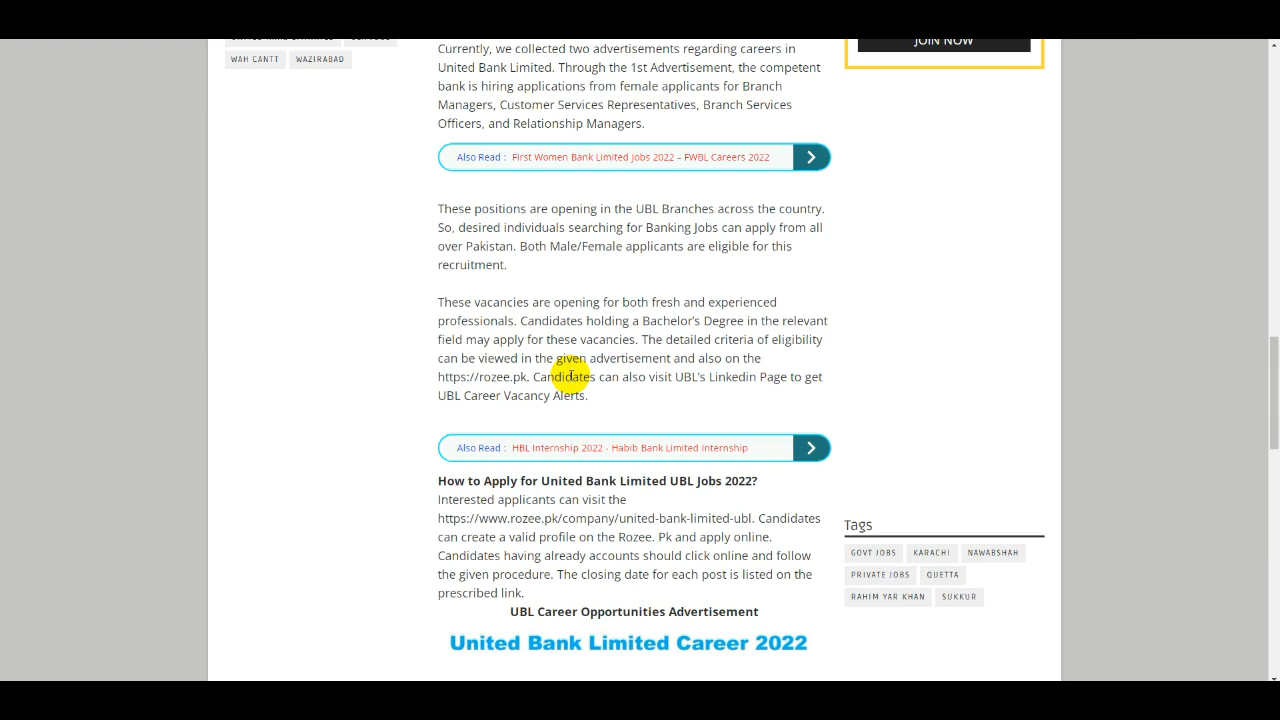 WAH CANTT
WAZIRABAD
Currently, we collected two advertisements regarding careers in
United Bank Limited. Through the 1st Advertisement, the competent
bank is hiring applications from female applicants for Branch
Managers, Customer Services Representatives, Branch Services
Officers, and Relationship Managers.
Also Read : First Women Bank Limited Jobs 2022 – FWBL Careers 2022
These positions are opening in the UBL Branches across the country.
So, desired individuals searching for Banking Jobs can apply from all
over Pakistan. Both Male/Female applicants are eligible for this
recruitment.
These vacancies are opening for both fresh and experienced
professionals. Candidates holding a Bachelor's Degree in the relevant
field may apply for these vacancies. The detailed criteria of eligibility
can be viewed in the given advertisement and also on the
https://rozee.pk. Candidates can also visit UBL's Linkedin Page to get
UBL Career Vacancy Alerts.
Also Read : HBL Internship 2022 - Habib Bank Limited Internship
How to Apply for United Bank Limited UBL Jobs 2022?
Interested applicants can visit the
https://www.rozee.pk/company/united-bank-limited-ubl. Candidates
can create a valid profile on the Rozee. Pk and apply online.
Candidates having already accounts should click online and follow
the given procedure. The closing date for each post is listed on the
prescribed link.
UBL Career Opportunities Advertisement
United Bank Limited Career 2022
JOIN NOW
Tags
GOVT JOBS
KARACHI
NAWABSHAH
PRIVATE JOBS
QUETTA
RAHIM YAR KHAN
SUKKUR